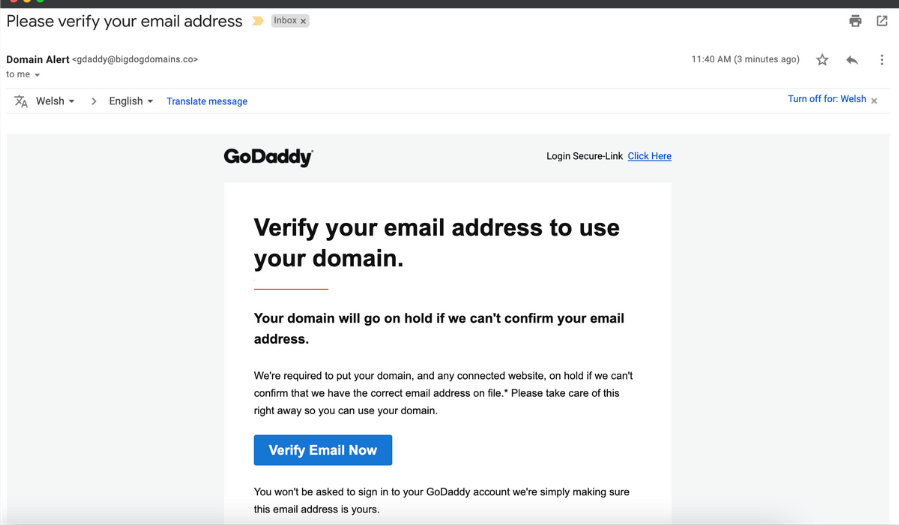 Please verify your email address Inbox x
Domain Alert <gdaddy@bigdogdomains.co> 11:40 AM (3 minutes ago)
to me
Welsh > English Translate message Turn off for: Welsh x
GoDaddy Login Secure-Link Click Here
Verify your email address to use
your domain.
Your domain will go on hold if we can't confirm your email
address.
We're required to put your domain, and any connected website, on hold if we can't
confirm that we have the correct email address on file.* Please take care of this
right away so you can use your domain.
Verify Email Now
You won't be asked to sign in to your GoDaddy account we're simply making sure
this email address is yours.